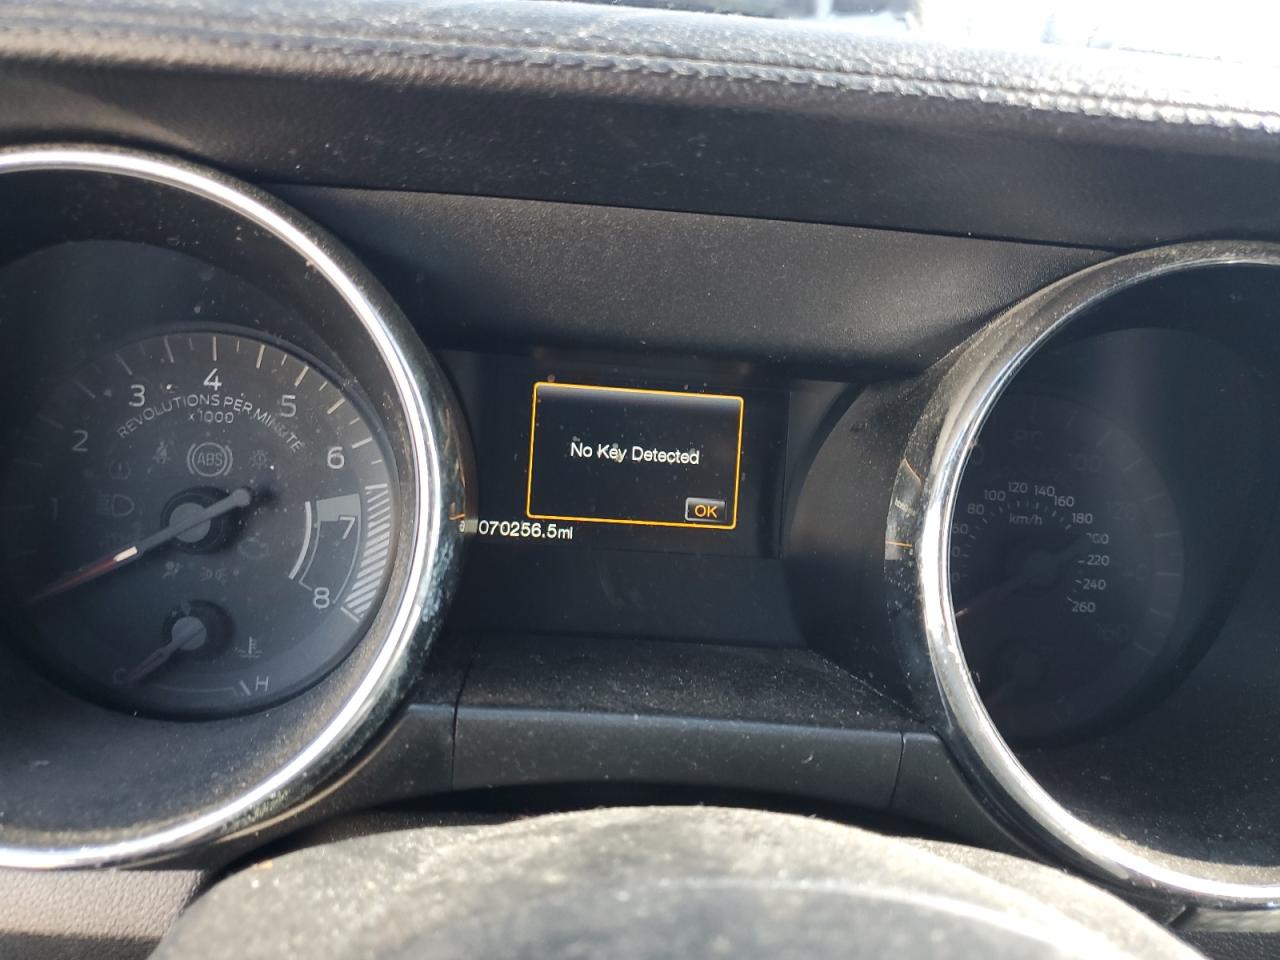 3 4 5
2 6
1 7
8
REVOLUTIONS PER MINUTE
x1000
ABS
H
No Key Detected
OK
070256.5mi
80 100 120 140 160
180
km/h
200
220
240
260